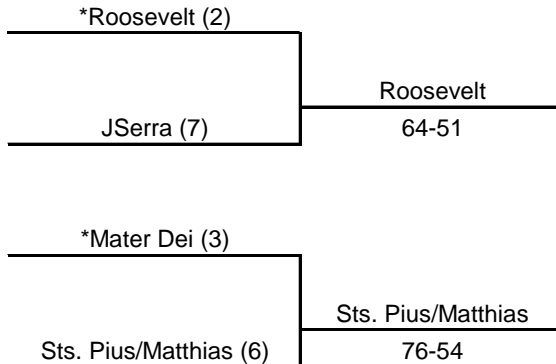 *Roosevelt (2)
Roosevelt
JSerra (7)
64-51
*Mater Dei (3)
Sts. Pius/Matthias
Sts. Pius/Matthias (6)
76-54